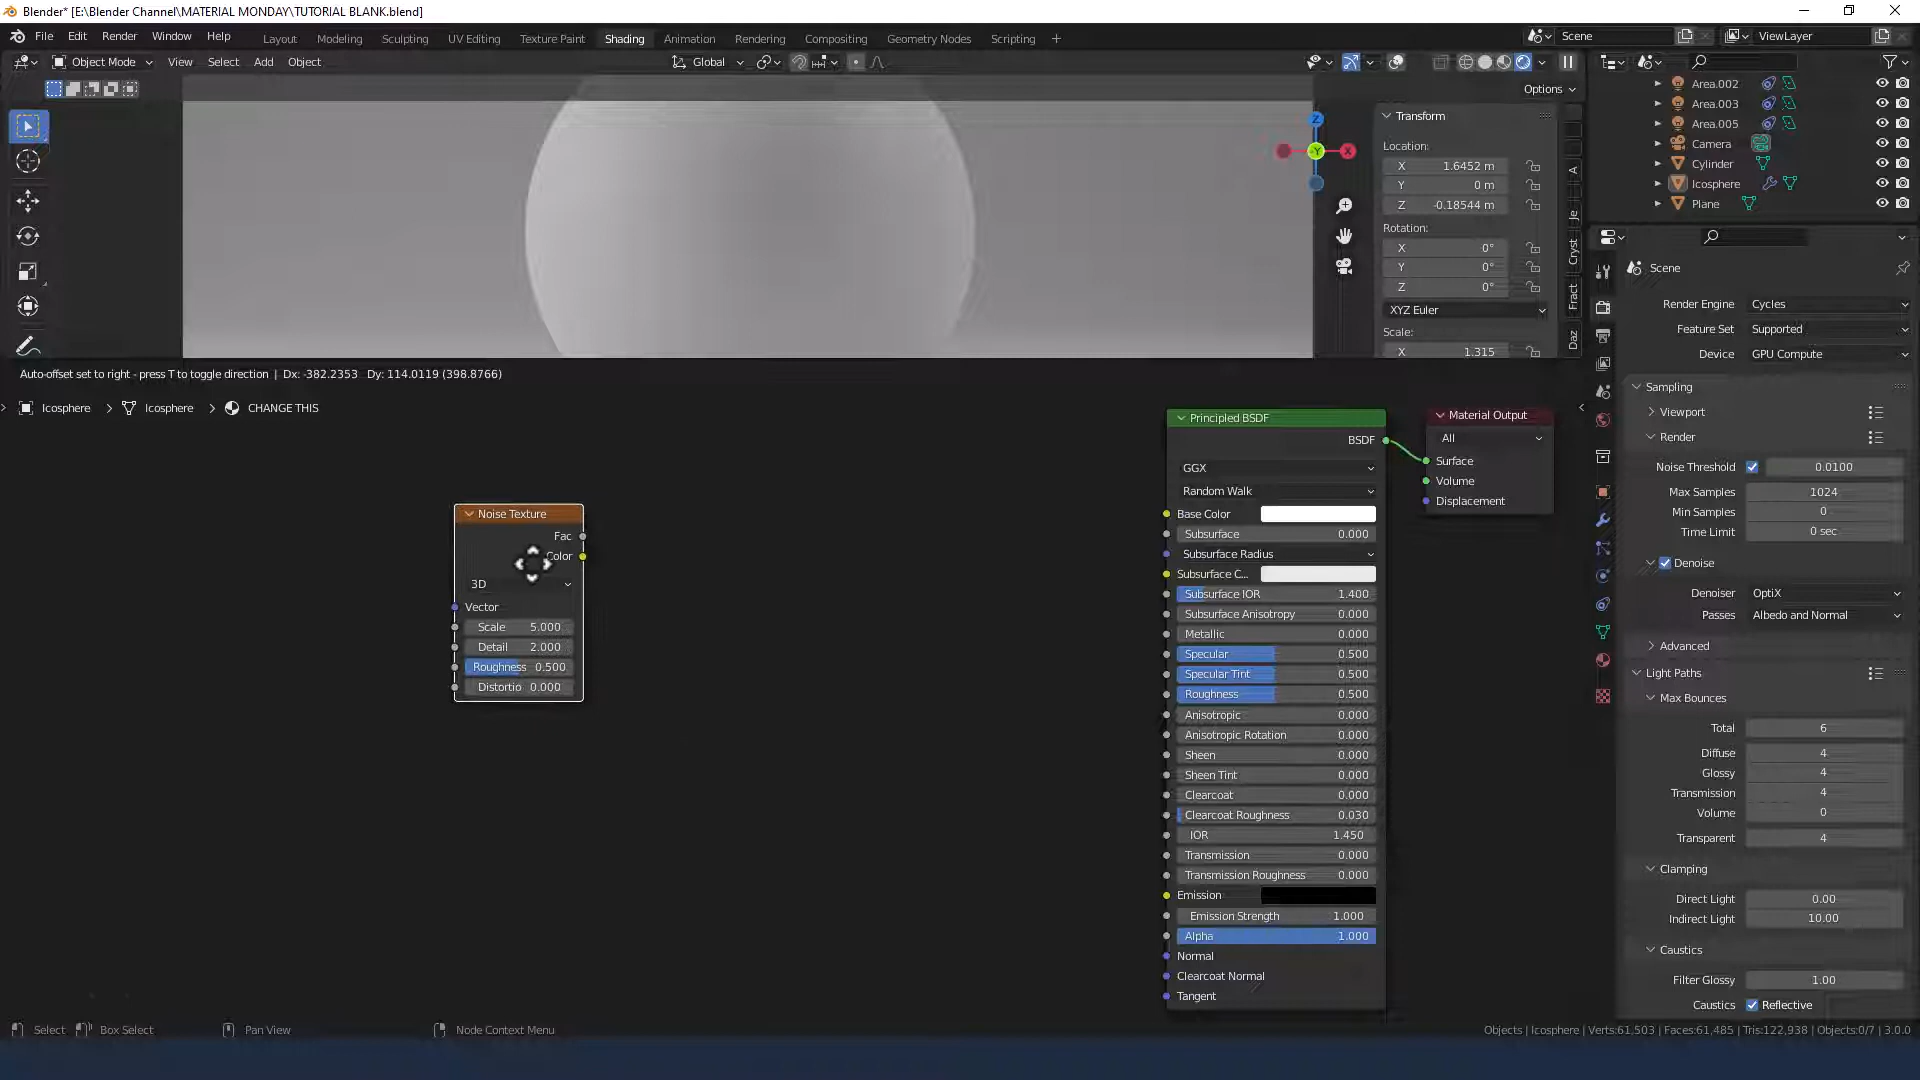 Blender* [E:\Blender Channel\MATERIAL MONDAY\TUTORIAL BLANK.blend]
File Edit Render Window Help Layout Modeling Sculpting UV Editing Texture Paint Shading Animation Rendering Compositing Geometry Nodes Scripting + Scene ViewLayer
Object Mode View Select Add Object Global
Options
Area.002
Area.003
Area.005
Camera
Cylinder
Icosphere
Plane
Z
Y
X
Transform
Location:
X 1.6452 m
Y 0 m
Z -0.18544 m
Rotation:
X 0°
Y 0°
Z 0°
XYZ Euler
Scale:
X 1.315
A
Je
Cryst
Fract
Daz
Scene
Render Engine Cycles
Feature Set Supported
Device GPU Compute
Sampling
Viewport
Render
Noise Threshold 0.0100
Max Samples 1024
Min Samples 0
Time Limit 0 sec
Denoise
Denoiser OptiX
Passes Albedo and Normal
Advanced
Light Paths
Max Bounces
Total 6
Diffuse 4
Glossy 4
Transmission 4
Volume 0
Transparent 4
Clamping
Direct Light 0.00
Indirect Light 10.00
Caustics
Filter Glossy 1.00
Caustics Reflective
Auto-offset set to right - press T to toggle direction | Dx: -382.2353 Dy: 114.0119 (398.8766)
Icosphere > Icosphere > CHANGE THIS
Noise Texture
Fac
Color
3D
Vector
Scale 5.000
Detail 2.000
Roughness 0.500
Distortio 0.000
Principled BSDF
BSDF
GGX
Random Walk
Base Color
Subsurface 0.000
Subsurface Radius
Subsurface C...
Subsurface IOR 1.400
Subsurface Anisotropy 0.000
Metallic 0.000
Specular 0.500
Specular Tint 0.500
Roughness 0.500
Anisotropic 0.000
Anisotropic Rotation 0.000
Sheen 0.000
Sheen Tint 0.000
Clearcoat 0.000
Clearcoat Roughness 0.030
IOR 1.450
Transmission 0.000
Transmission Roughness 0.000
Emission
Emission Strength 1.000
Alpha 1.000
Normal
Clearcoat Normal
Tangent
Material Output
All
Surface
Volume
Displacement
Select Box Select Pan View Node Context Menu Objects | Icosphere | Verts:61,503 | Faces:61,485 | Tris:122,938 | Objects:0/7 | 3.0.0